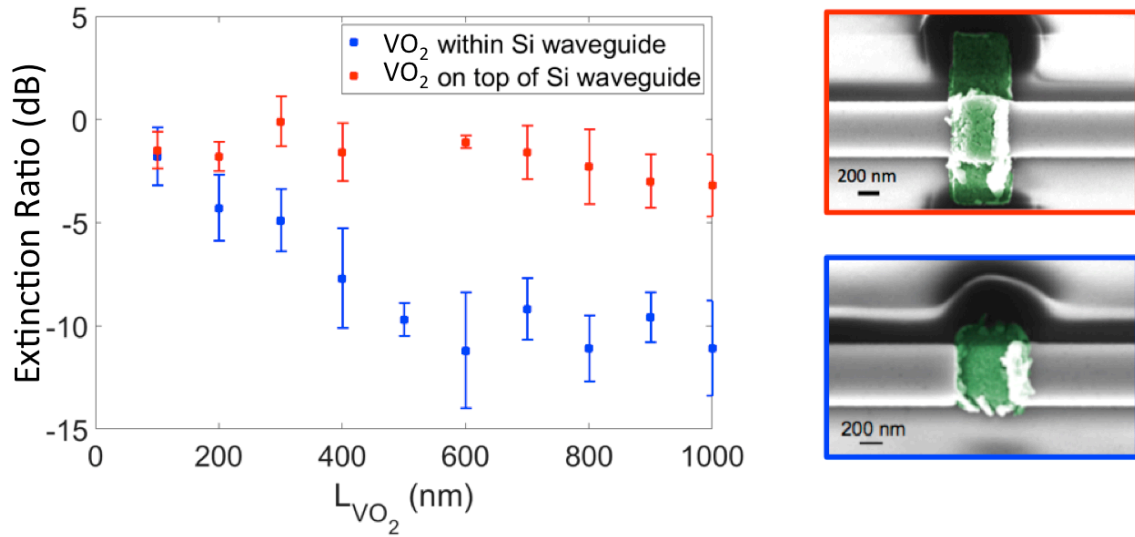 5
0
-5
-10
-15
Extinction Ratio (dB)
VO2 within Si waveguide
VO2 on top of Si waveguide
0
200
400
600
800
1000
LVO2 (nm)
200 nm
200 nm